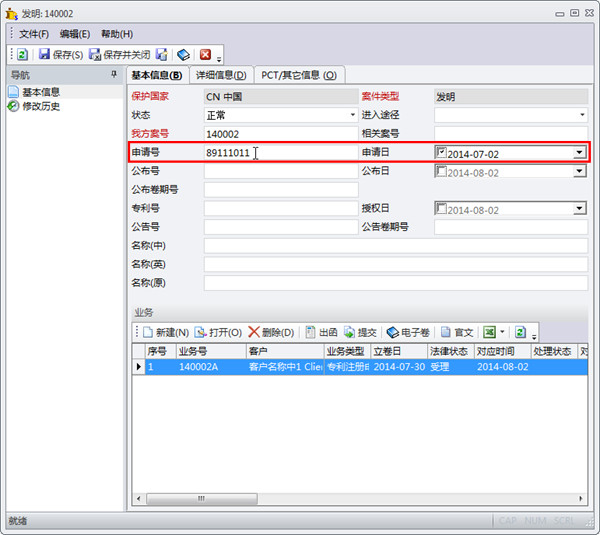 发明: 140002
文件(F) 编辑(E) 帮助(H)
保存(S) 保存并关闭
导航
基本信息
修改历史
基本信息(B) 详细信息(D) PCT/其它信息 (O)
保护国家 CN 中国 案件类型 发明
状态 正常 进入途径
我方案号 140002 相关案号
申请号 89111011 申请日 2014-07-02
公布号 公布日 2014-08-02
公布卷期号
专利号 授权日 2014-08-02
公告号 公告卷期号
名称(中)
名称(英)
名称(原)
业务
新建(N) 打开(O) 删除(D) 出函 提交 电子卷 官文
序号 业务号 客户 业务类型 立卷日 法律状态 对应时间 处理状态
1 140002A 客户名称中1 Clie 专利注册 2014-07-30 受理 2014-08-02
就绪 CAP NUM SCRL